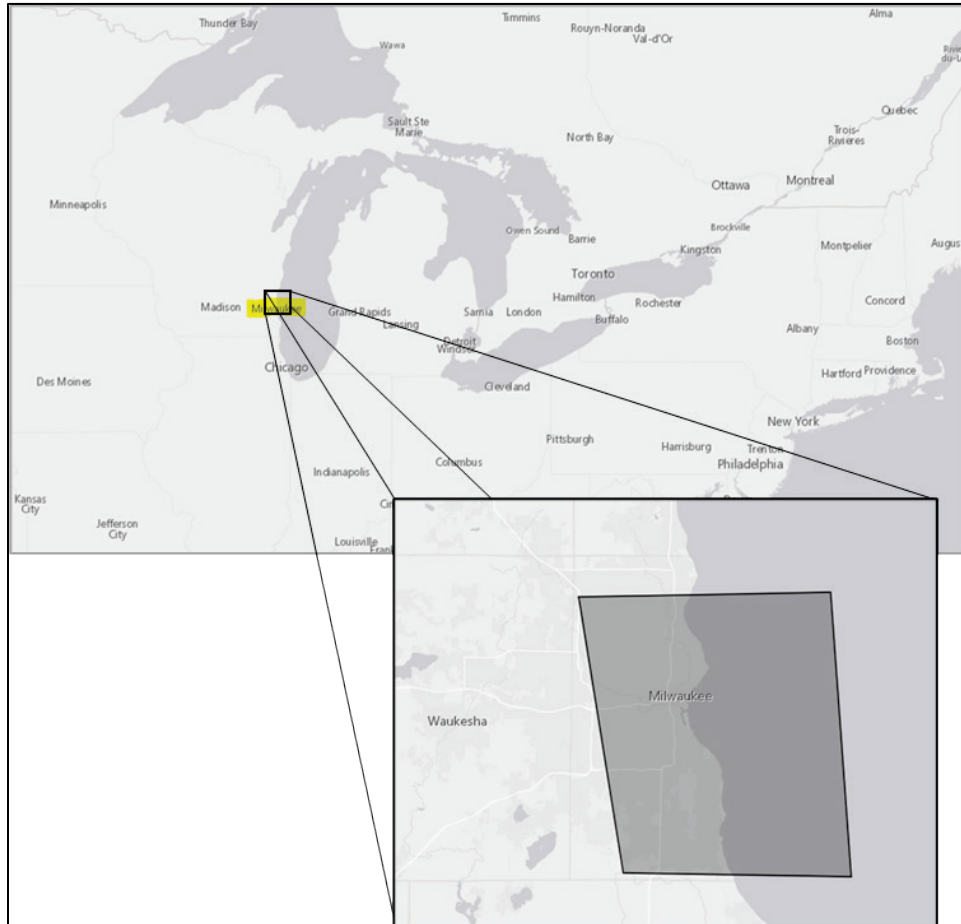 Timmins
Alma
Thunder Bay
Rouyn-Noranda
Val-d'Or
Wawa
Quebec
Sault Ste
Marie
North Bay
Trois-
Rivieres
Ottawa
Montreal
Minneapolis
Owen Sound
Barrie
Brockville
Kingston
Montpelier
August
Toronto
Hamilton
Rochester
Concord
Madison
Milwaukee
Grand Rapids
Lansing
Sarnia
London
Buffalo
Albany
Boston
Detroit
Windsor
Chicago
Cleveland
Hartford
Providence
Des Moines
New York
Pittsburgh
Harrisburg
Trenton
Philadelphia
Indianapolis
Columbus
Kansas
City
Jefferson
City
Louisville
Milwaukee
Waukesha